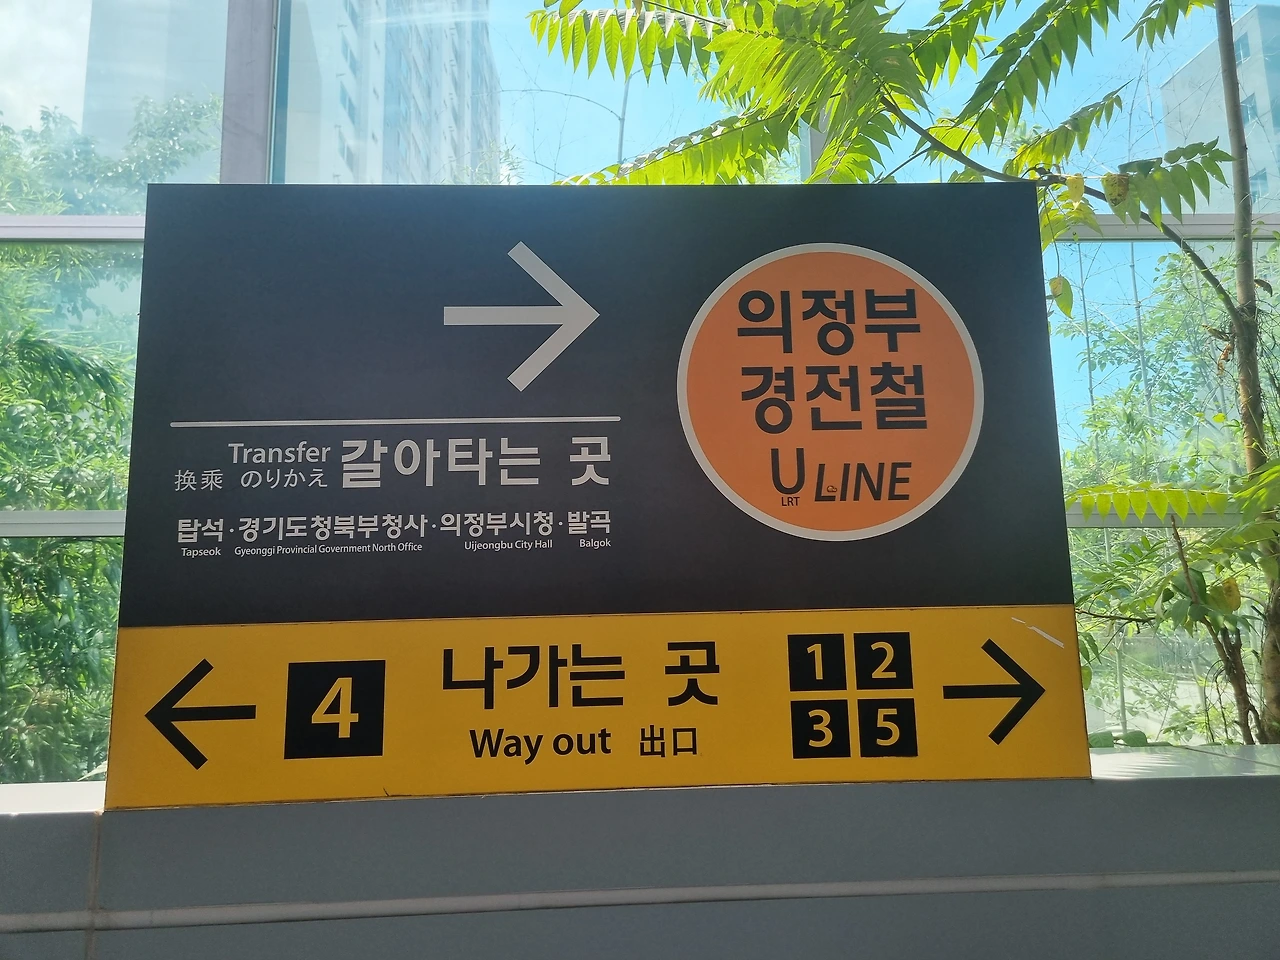 의정부
경전철
U LINE
LRT
Transfer 갈아타는 곳
换乘 のりかえ
탑석·경기도청북부청사·의정부시청·발곡
Tapseok Gyeonggi Provincial Government North Office Uijeongbu City Hall Balgok
4 나가는 곳 1 2
Way out 出口 3 5